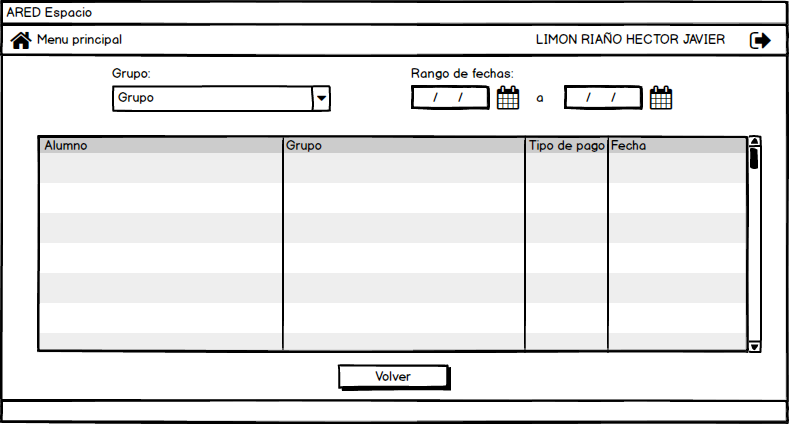 ARED Espacio
Menu principal LIMON RIAÑO HECTOR JAVIER
Grupo: Rango de fechas:
Grupo / / a / /
Alumno Grupo Tipo de pago Fecha
Volver